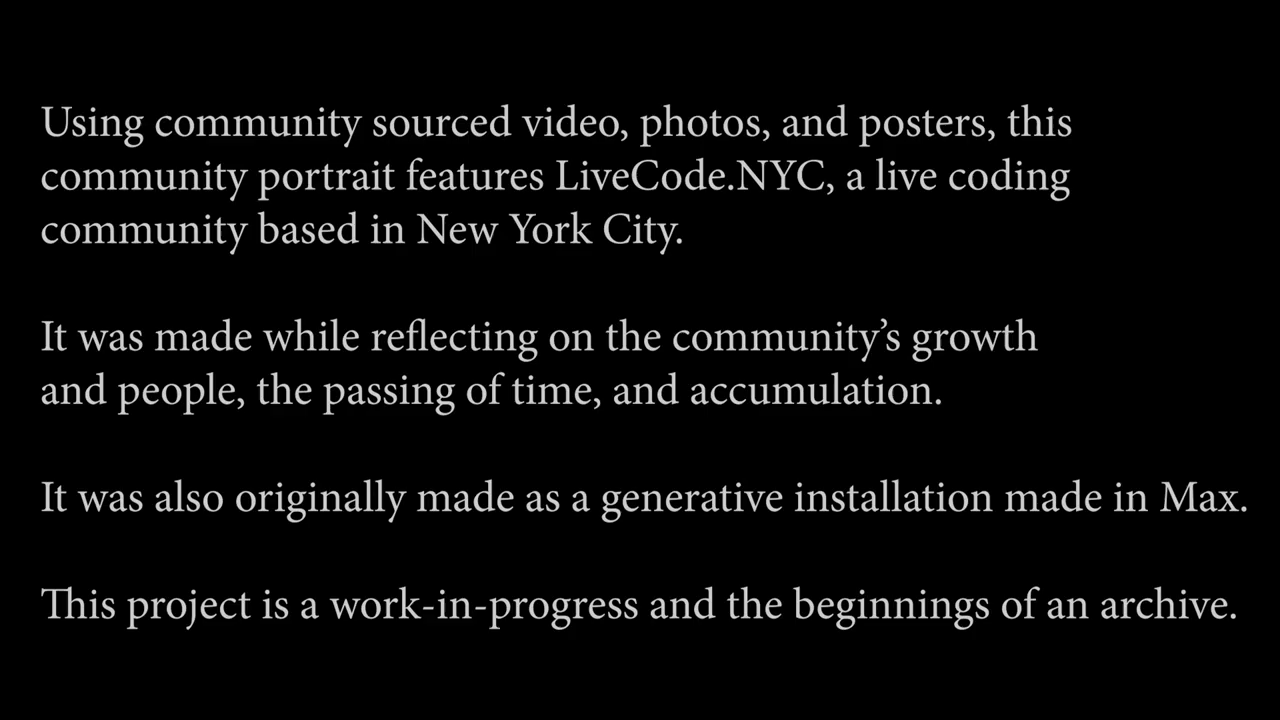 Using community sourced video, photos, and posters, this
community portrait features LiveCode.NYC, a live coding
community based in New York City.
It was made while reflecting on the community’s growth
and people, the passing of time, and accumulation.
It was also originally made as a generative installation made in Max.
This project is a work-in-progress and the beginnings of an archive.